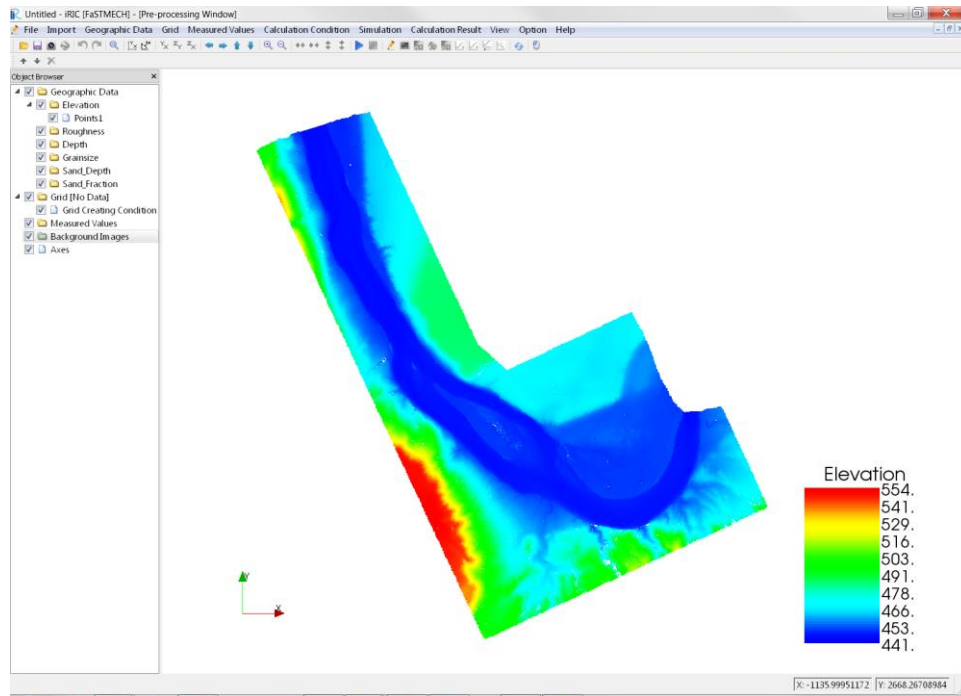 Untitled - iRIC [FaSTMECH] - [Pre-processing Window]
File Import Geographic Data Grid Measured Values Calculation Condition Simulation Calculation Result View Option Help
Object Browser
Geographic Data
Elevation
Points1
Roughness
Depth
Grainsize
Sand_Depth
Sand_Fraction
Grid [No Data]
Grid Creating Condition
Measured Values
Background Images
Axes
Elevation
554.
541.
529.
516.
503.
491.
478.
466.
453.
441.
Y
X
X: -1135.99951172 Y: 2668.26708984